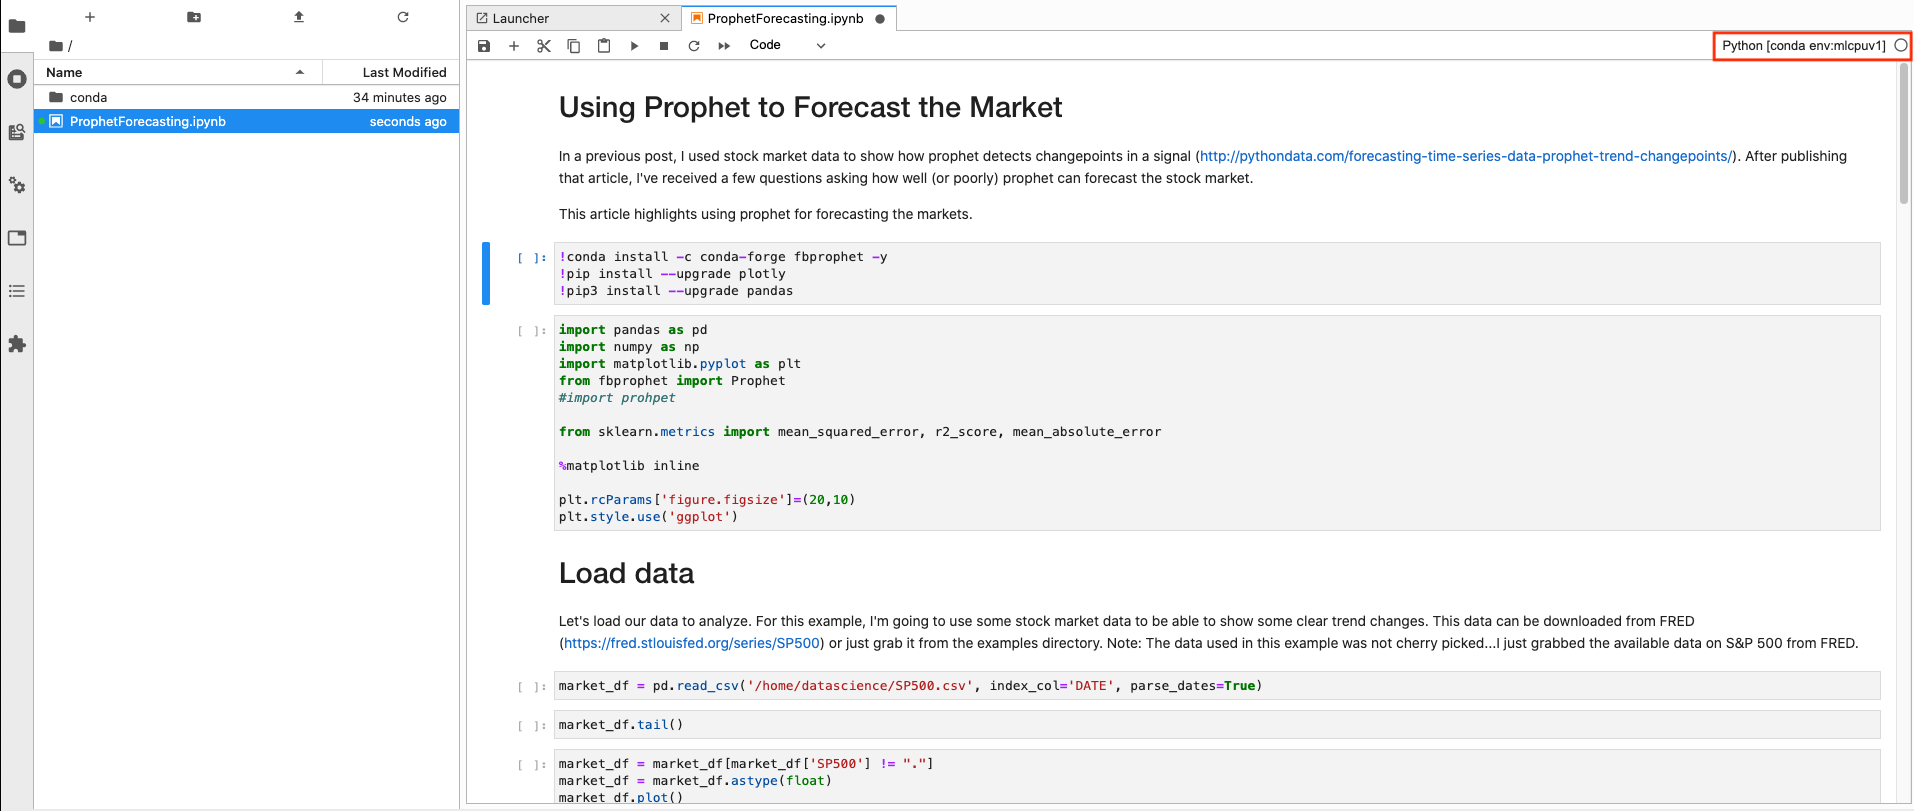 /
Name
Last Modified
conda
34 minutes ago
ProphetForecasting.ipynb
seconds ago
Launcher
ProphetForecasting.ipynb
Code
Python [conda env:mlcpuv1]
Using Prophet to Forecast the Market
In a previous post, I used stock market data to show how prophet detects changepoints in a signal (http://pythondata.com/forecasting-time-series-data-prophet-trend-changepoints/). After publishing
that article, I've received a few questions asking how well (or poorly) prophet can forecast the stock market.
This article highlights using prophet for forecasting the markets.
[ ]:
!conda install -c conda-forge fbprophet -y
!pip install --upgrade plotly
!pip3 install --upgrade pandas
[ ]:
import pandas as pd
import numpy as np
import matplotlib.pyplot as plt
from fbprophet import Prophet
#import prohpet
from sklearn.metrics import mean_squared_error, r2_score, mean_absolute_error
%matplotlib inline
plt.rcParams['figure.figsize']=(20,10)
plt.style.use('ggplot')
Load data
Let's load our data to analyze. For this example, I'm going to use some stock market data to be able to show some clear trend changes. This data can be downloaded from FRED
(https://fred.stlouisfed.org/series/SP500) or just grab it from the examples directory. Note: The data used in this example was not cherry picked...I just grabbed the available data on S&P 500 from FRED.
[ ]:
market_df = pd.read_csv('/home/datascience/SP500.csv', index_col='DATE', parse_dates=True)
[ ]:
market_df.tail()
[ ]:
market_df = market_df[market_df['SP500'] != "."]
market_df = market_df.astype(float)
market_df.plot()